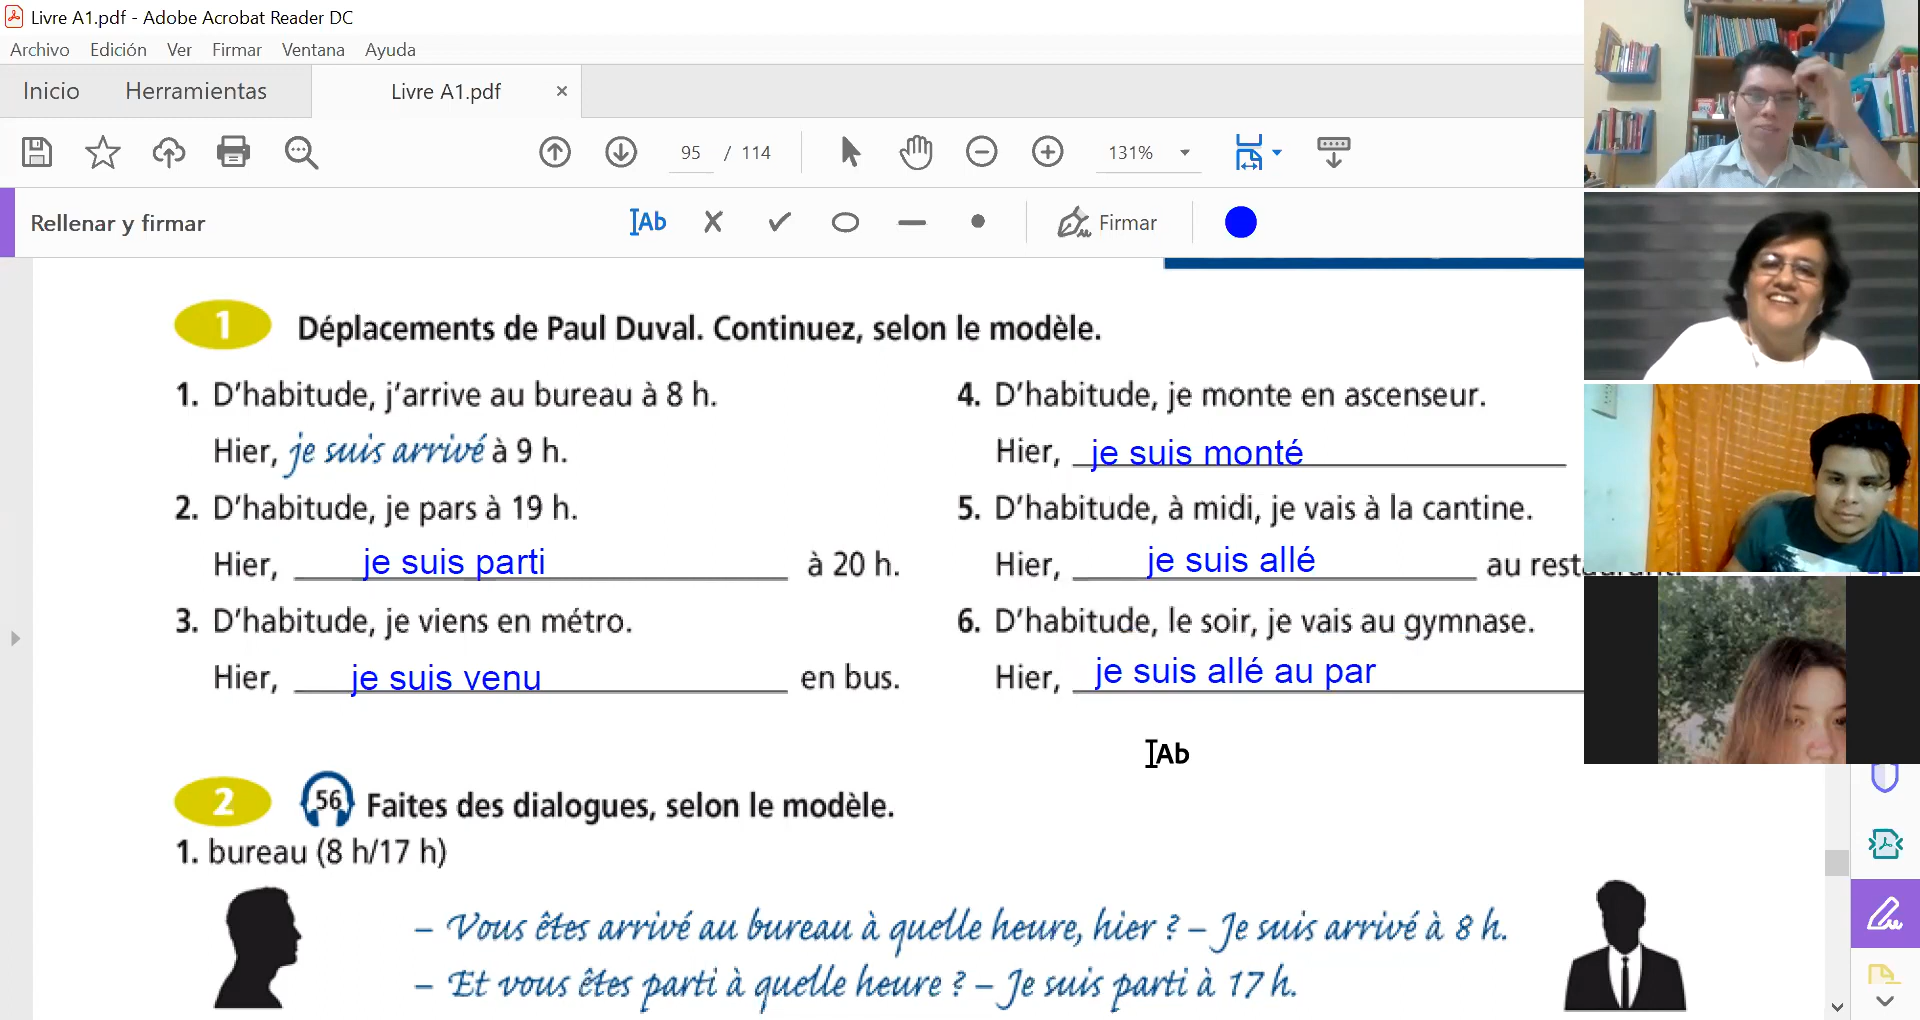 Livre A1.pdf - Adobe Acrobat Reader DC
Archivo Edición Ver Firmar Ventana Ayuda
Inicio Herramientas Livre A1.pdf ×
95 / 114 131%
Rellenar y firmar Ab Firmar
1 Déplacements de Paul Duval. Continuez, selon le modèle.
1. D'habitude, j'arrive au bureau à 8 h.
Hier, je suis arrivé à 9 h.
2. D'habitude, je pars à 19 h.
Hier, je suis parti à 20 h.
3. D'habitude, je viens en métro.
Hier, je suis venu en bus.
4. D'habitude, je monte en ascenseur.
Hier, je suis monté
5. D'habitude, à midi, je vais à la cantine.
Hier, je suis allé au restaurant.
6. D'habitude, le soir, je vais au gymnase.
Hier, je suis allé au par
Ab
2 56 Faites des dialogues, selon le modèle.
1. bureau (8 h/17 h)
– Vous êtes arrivé au bureau à quelle heure, hier ? – Je suis arrivé à 8 h.
– Et vous êtes parti à quelle heure ? – Je suis parti à 17 h.